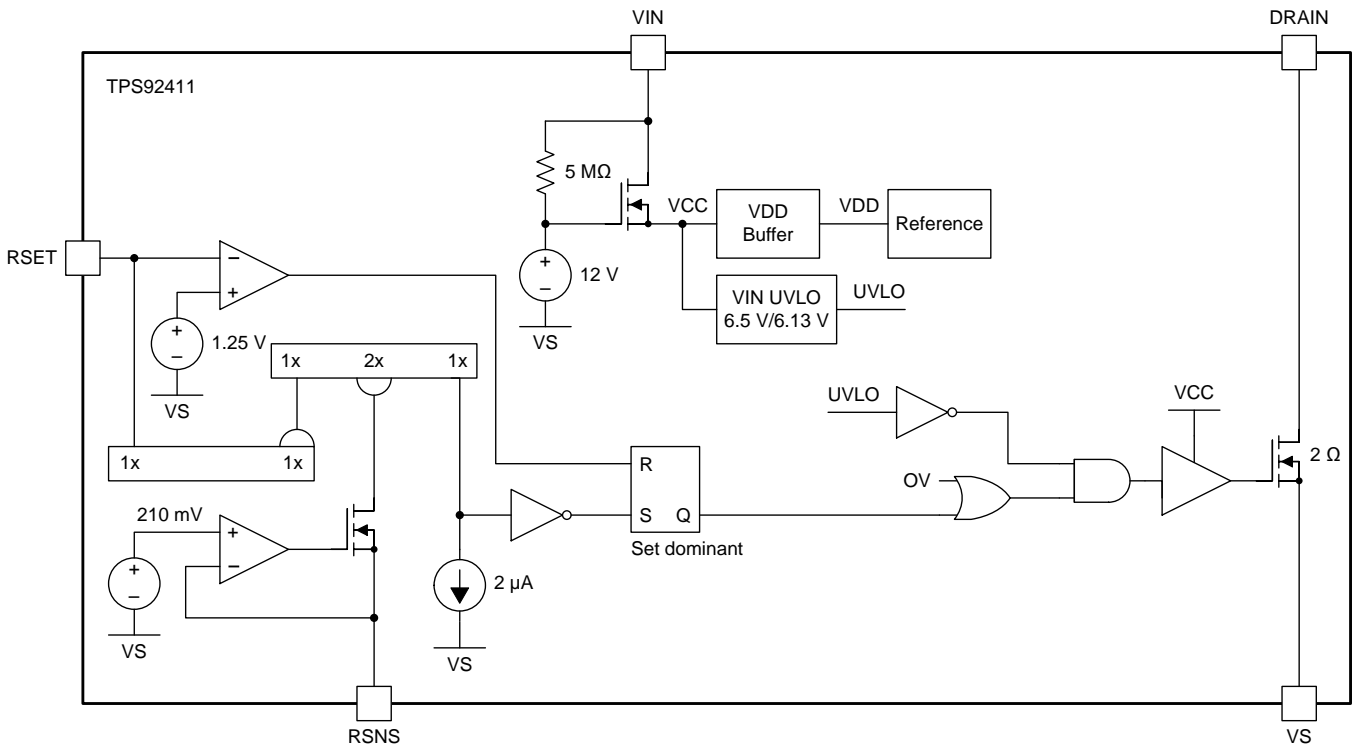 VIN
DRAIN
TPS92411
5 MΩ
VCC
VDD
Buffer
VDD
Reference
RSET
−
+
+
−
12 V
VIN UVLO
6.5 V/6.13 V
UVLO
+
−
1.25 V
VS
VS
1x
2x
1x
UVLO
VCC
1x
1x
R
S
Q
OV
2 Ω
210 mV
+
−
Set dominant
+
−
2 µA
VS
VS
RSNS
VS